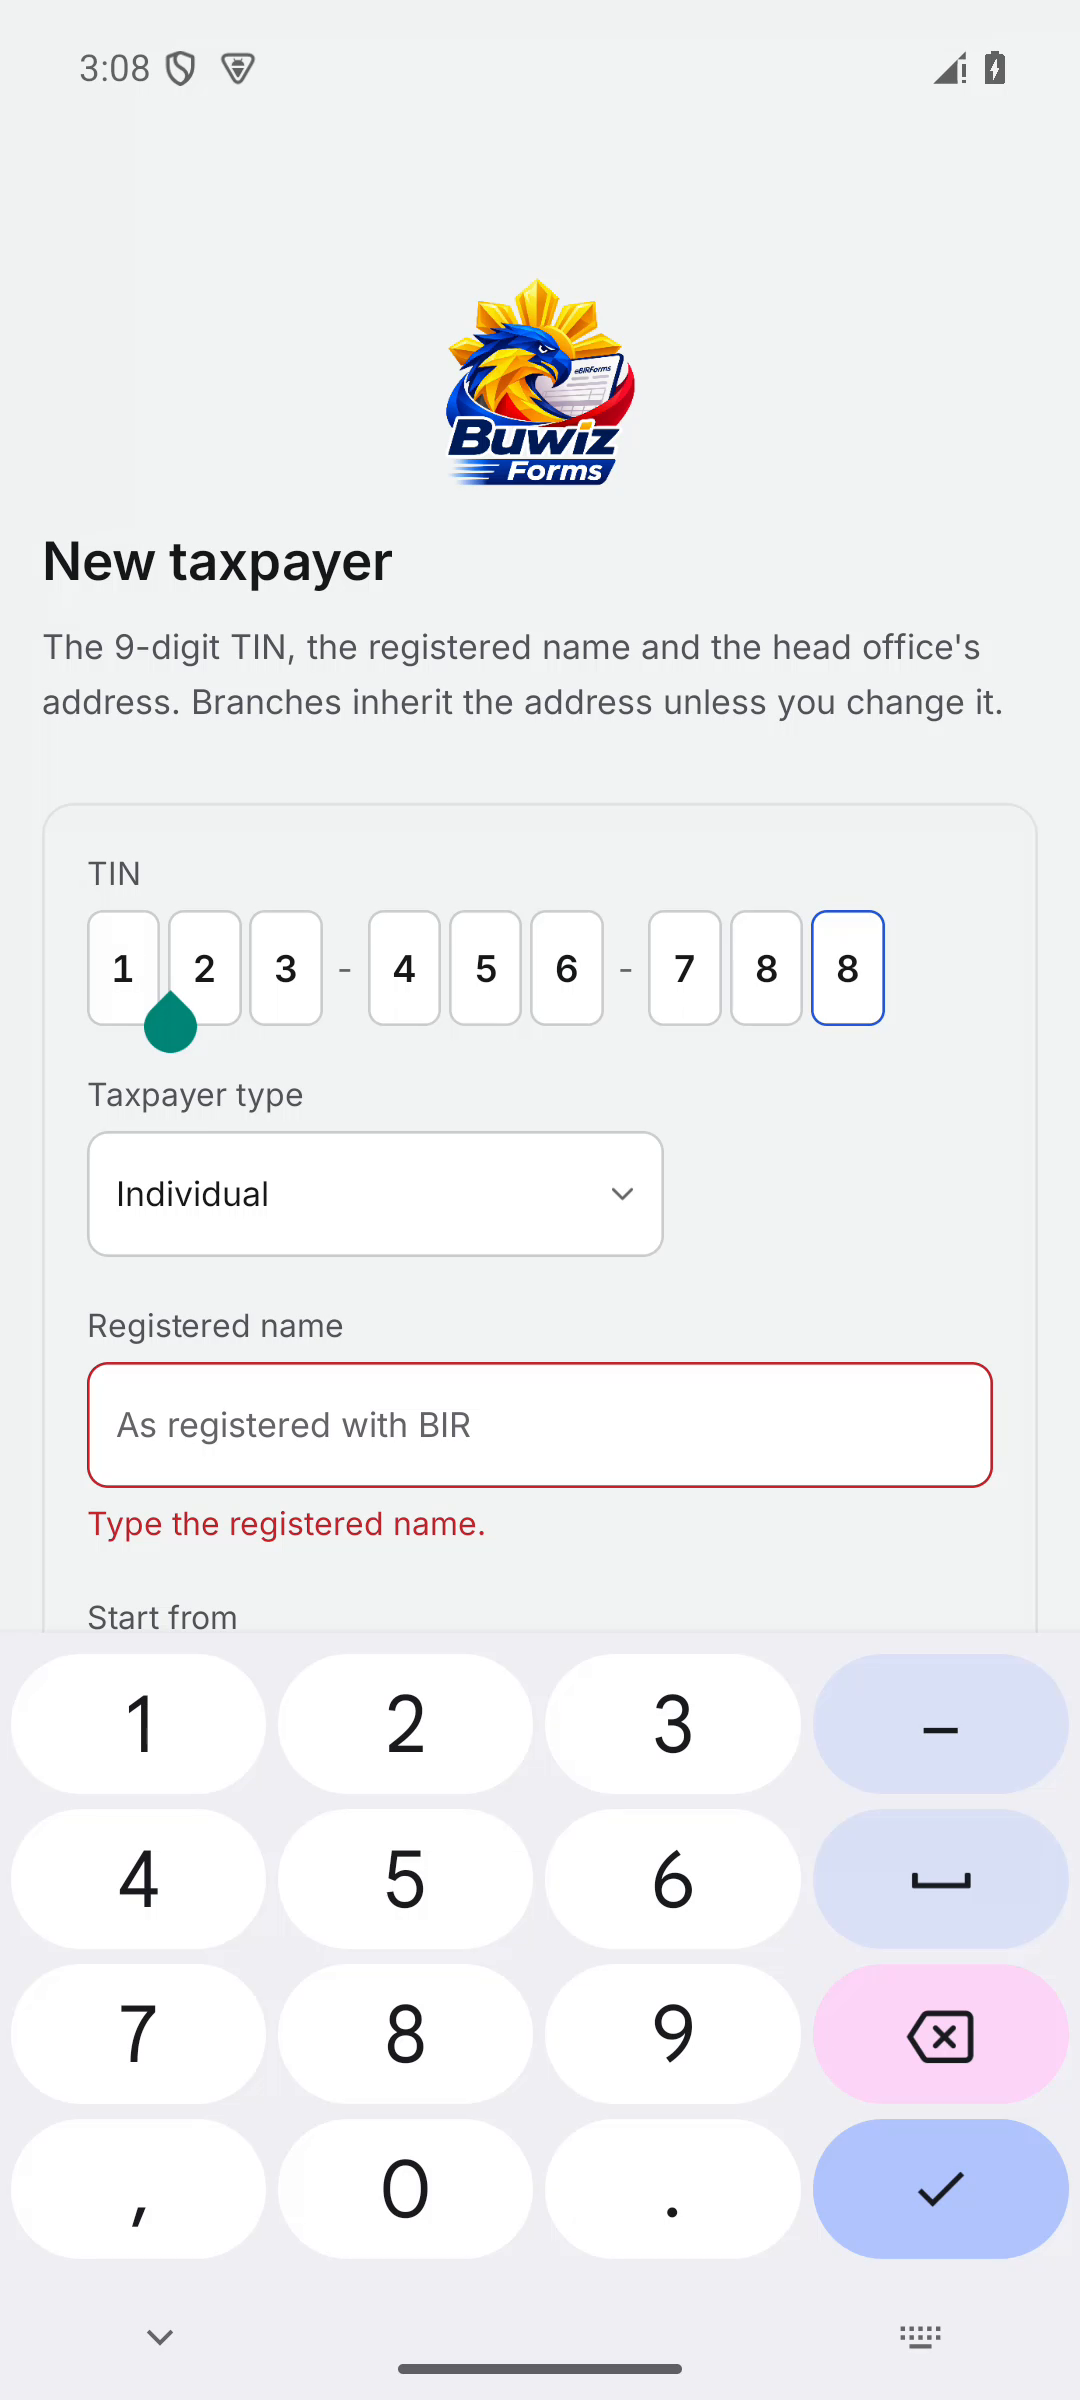 3:08
eBIRForms
Buwiz
Forms
New taxpayer
The 9-digit TIN, the registered name and the head office's
address. Branches inherit the address unless you change it.
TIN
1 2 3 - 4 5 6 - 7 8 8
Taxpayer type
Individual
Registered name
As registered with BIR
Type the registered name.
Start from
1 2 3 –
4 5 6
7 8 9
, 0 .